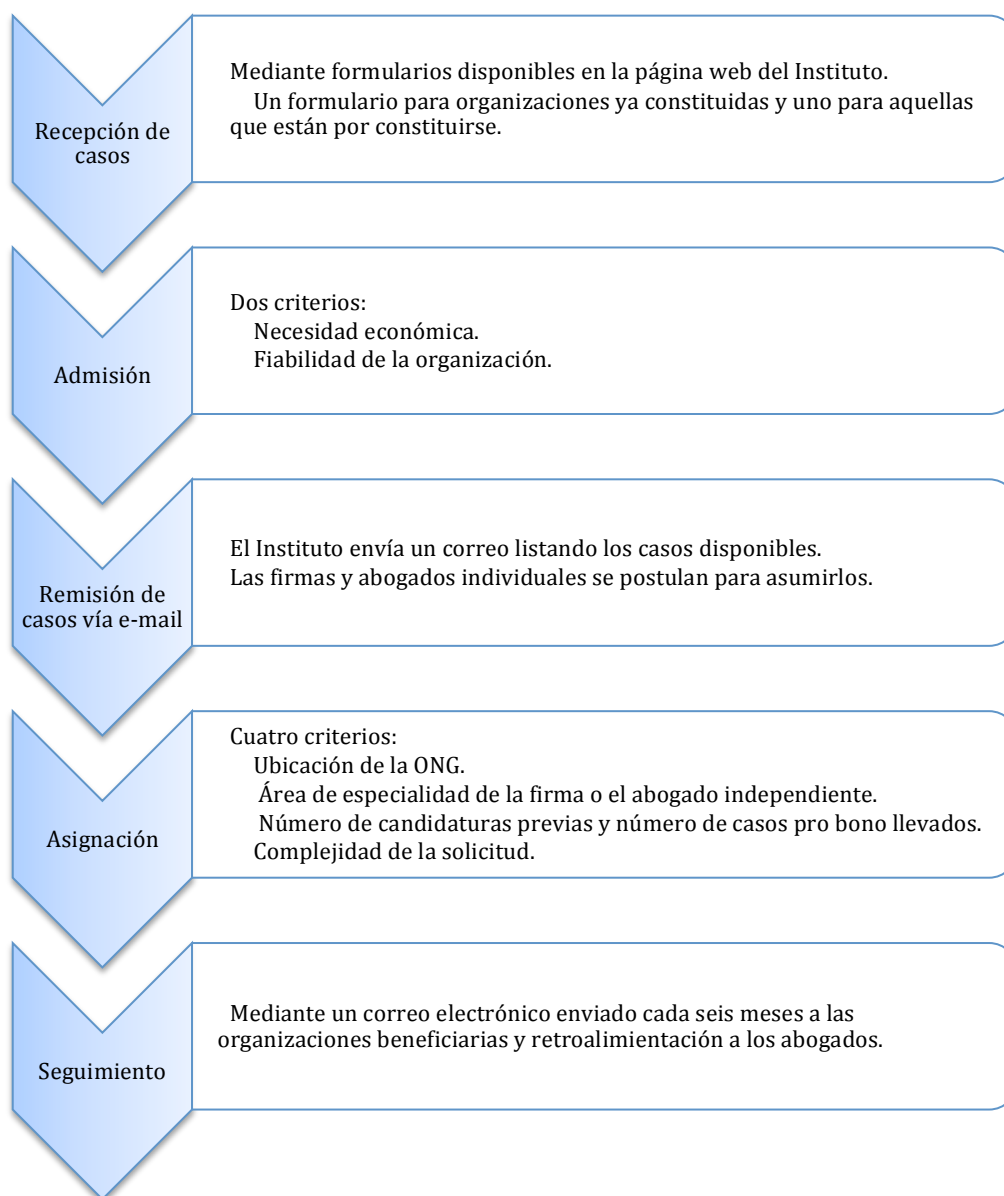 Recepción de
casos
Mediante formularios disponibles en la página web del Instituto.
Un formulario para organizaciones ya constituidas y uno para aquellas
que están por constituirse.
Admisión
Dos criterios:
Necesidad económica.
Fiabilidad de la organización.
Remisión de
casos vía e-mail
El Instituto envía un correo listando los casos disponibles.
Las firmas y abogados individuales se postulan para asumirlos.
Asignación
Cuatro criterios:
Ubicación de la ONG.
Área de especialidad de la firma o el abogado independiente.
Número de candidaturas previas y número de casos pro bono llevados.
Complejidad de la solicitud.
Seguimiento
Mediante un correo electrónico enviado cada seis meses a las
organizaciones beneficiarias y retroalimentación a los abogados.